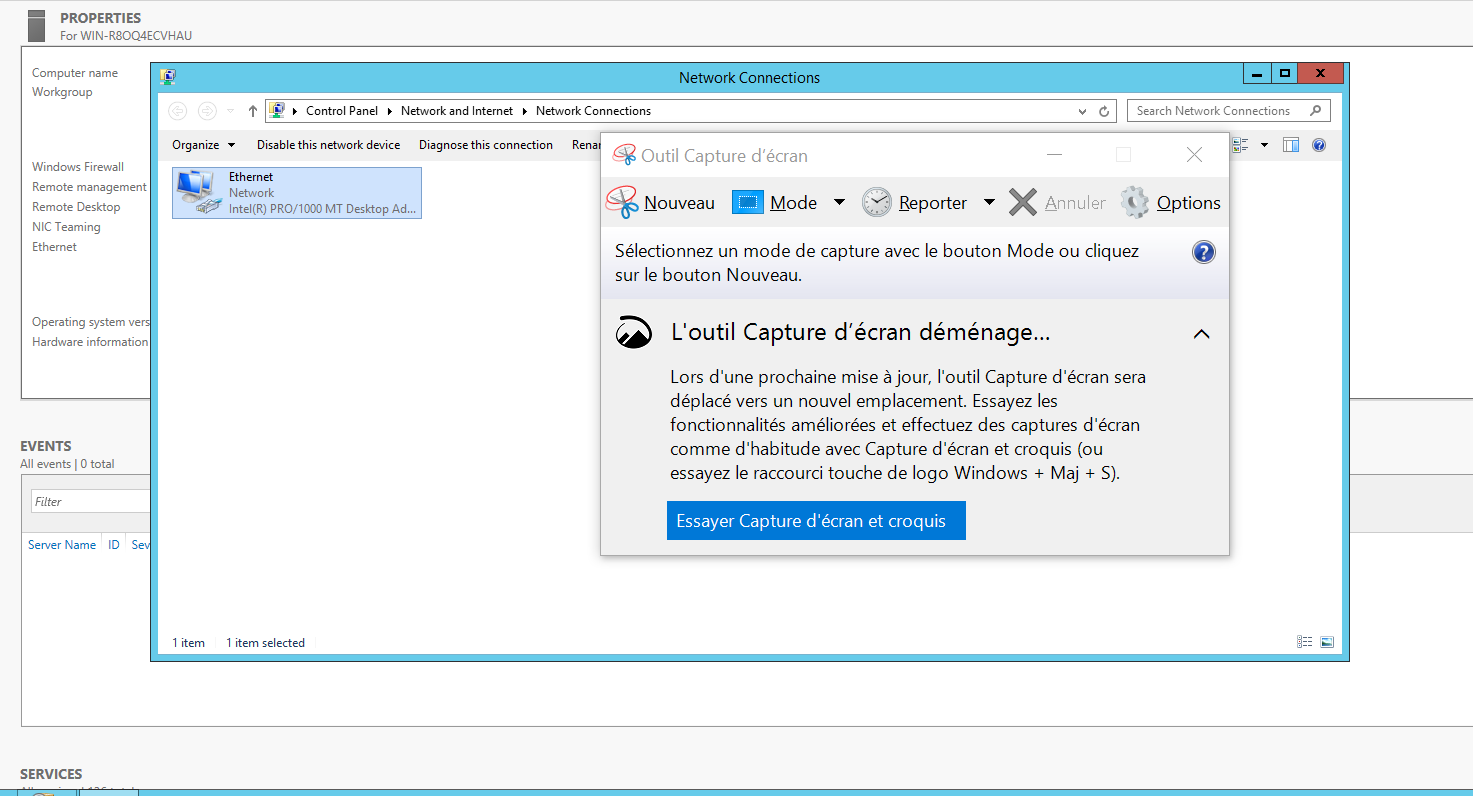 PROPERTIES
For WIN-R8OQ4ECVHAU
Computer name
Workgroup
Windows Firewall
Remote management
Remote Desktop
NIC Teaming
Ethernet
Operating system vers
Hardware information
EVENTS
All events | 0 total
Filter
Server Name ID Sev
SERVICES
Network Connections
Control Panel Network and Internet Network Connections
Search Network Connections
Organize Disable this network device Diagnose this connection Renar
Ethernet
Network
Intel(R) PRO/1000 MT Desktop Ad...
1 item 1 item selected
Outil Capture d'écran
Nouveau Mode Reporter Annuler Options
Sélectionnez un mode de capture avec le bouton Mode ou cliquez
sur le bouton Nouveau.
L'outil Capture d'écran déménage...
Lors d'une prochaine mise à jour, l'outil Capture d'écran sera
déplacé vers un nouvel emplacement. Essayez les
fonctionnalités améliorées et effectuez des captures d'écran
comme d'habitude avec Capture d'écran et croquis (ou
essayez le raccourci touche de logo Windows + Maj + S).
Essayer Capture d'écran et croquis